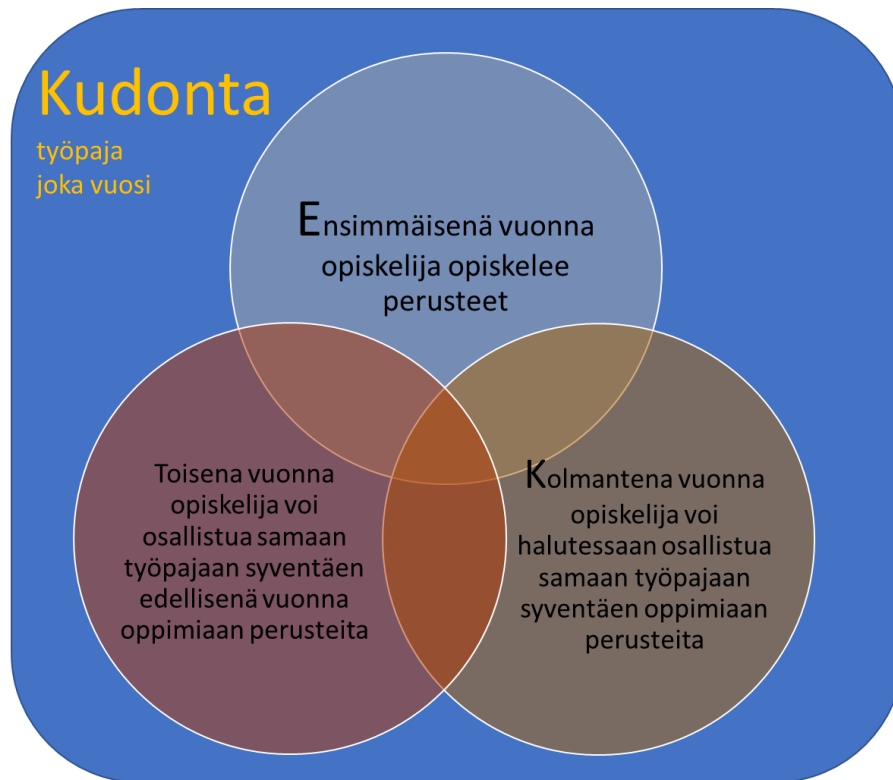 Kudonta
työpaja
joka vuosi
Ensimmäisenä vuonna
opiskelija opiskelee
perusteet
Toisena vuonna
opiskelija voi
osallistua samaan
työpajaan syventäen
edellisenä vuonna
oppimiaan perusteita
Kolmantena vuonna
opiskelija voi
halutessaan osallistua
samaan työpajaan
syventäen oppimiaan
perusteita